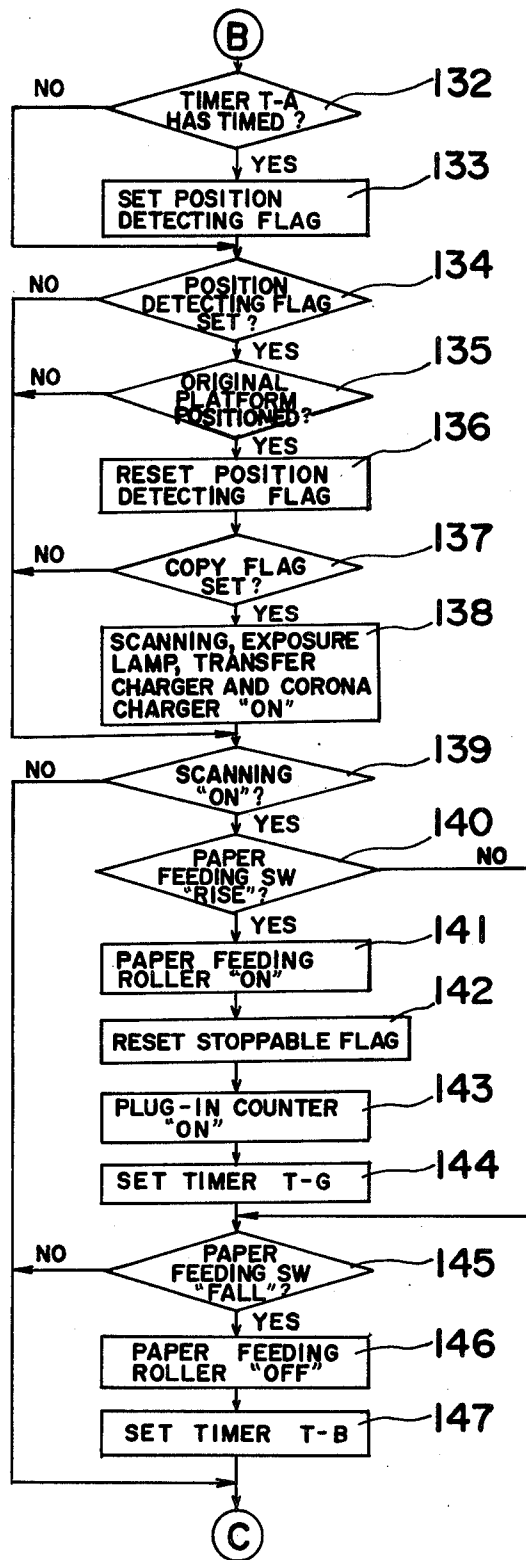 B
NO
TIMER T-A
HAS TIMED?
132
YES
133
SET POSITION
DETECTING FLAG
134
NO
POSITION
DETECTING FLAG
SET?
YES
135
NO
ORIGINAL
PLATFORM
POSITIONED?
YES
136
RESET POSITION
DETECTING FLAG
137
NO
COPY FLAG
SET?
YES
138
SCANNING, EXPOSURE
LAMP, TRANSFER
CHARGER AND CORONA
CHARGER "ON"
139
NO
SCANNING
"ON"?
YES
140
PAPER
FEEDING SW
"RISE"?
NO
YES
141
PAPER FEEDING
ROLLER "ON"
142
RESET STOPPABLE FLAG
143
PLUG-IN COUNTER
"ON"
144
SET TIMER T-G
NO
PAPER
FEEDING SW
"FALL"?
145
YES
146
PAPER FEEDING
ROLLER "OFF"
147
SET TIMER T-B
C